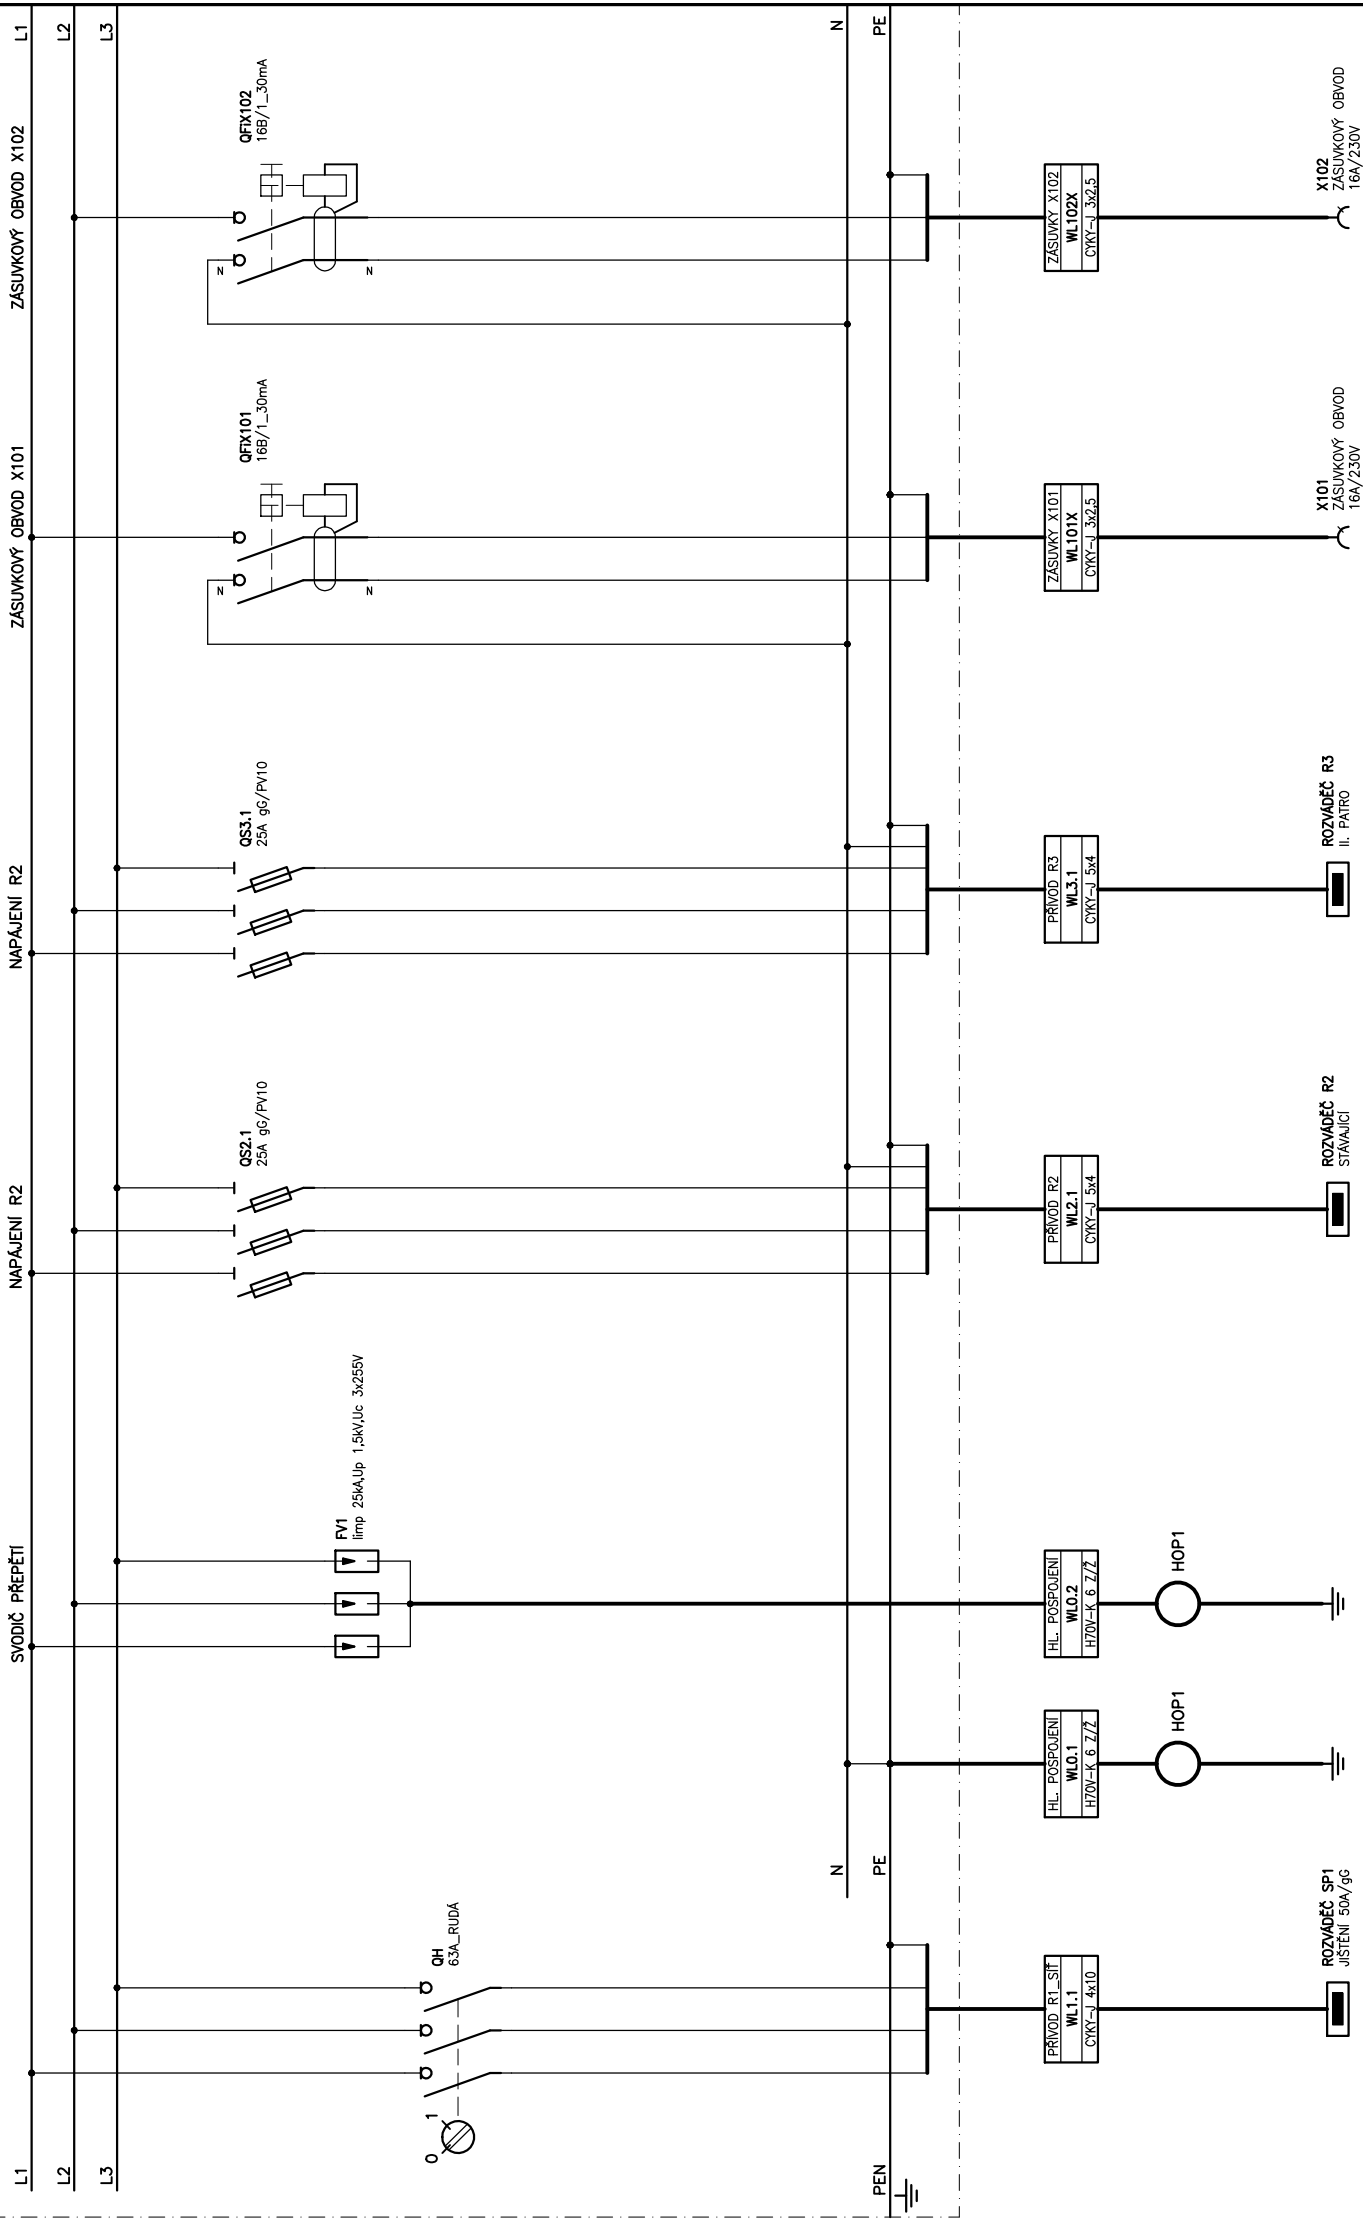 L1
L2
L3
PEN
0
1
QH
63A_RUDÁ
PŘÍVOD R1_SÍŤ
WL1.1
CYKY-J 4x10
ROZVÁDĚČ SP1
JIŠTĚNÍ 50A/gG
N
PE
HL. POSPOJENÍ
WL0.1
H70V-K 6 Z/Ž
HOP1
SVODIČ PŘEPĚTÍ
FV1
Iimp 25kA,Up 1,5kV,Uc 3x255V
HL. POSPOJENÍ
WL0.2
H70V-K 6 Z/Ž
HOP1
NAPÁJENÍ R2
QS2.1
25A gG/PV10
PŘÍVOD R2
WL2.1
CYKY-J 5x4
ROZVÁDĚČ R2
STÁVAJÍCÍ
NAPÁJENÍ R2
QS3.1
25A gG/PV10
PŘÍVOD R3
WL3.1
CYKY-J 5x4
ROZVÁDĚČ R3
II. PATRO
ZÁSUVKOVÝ OBVOD X101
QFiX101
16B/1_30mA
N
N
ZÁSUVKY X101
WL101X
CYKY-J 3x2,5
X101
ZÁSUVKOVÝ OBVOD
16A/230V
ZÁSUVKOVÝ OBVOD X102
QFiX102
16B/1_30mA
N
N
ZÁSUVKY X102
WL102X
CYKY-J 3x2,5
X102
ZÁSUVKOVÝ OBVOD
16A/230V
L1
L2
L3
N
PE